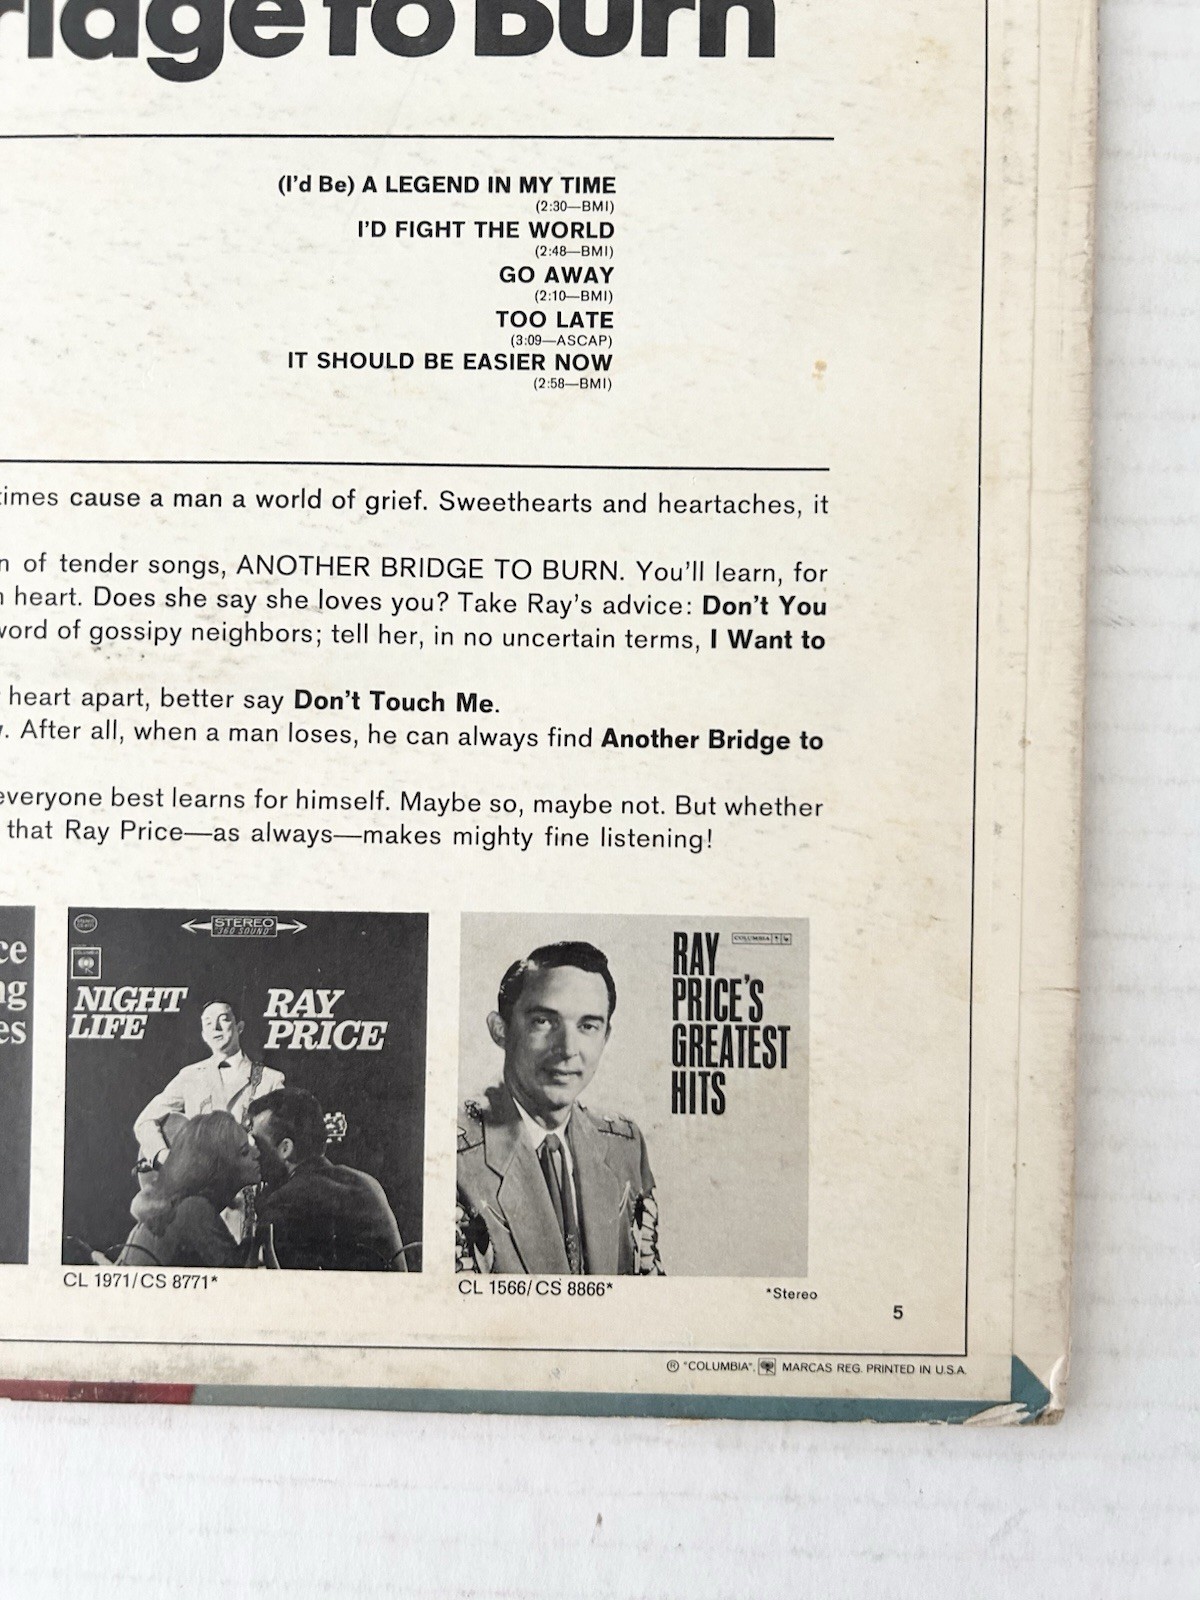 ridge to Burn
(I'd Be) A LEGEND IN MY TIME
(2:30—BMI)
I'D FIGHT THE WORLD
(2:48—BMI)
GO AWAY
(2:10—BMI)
TOO LATE
(3:09—ASCAP)
IT SHOULD BE EASIER NOW
(2:58—BMI)
times cause a man a world of grief. Sweethearts and heartaches, it
n of tender songs, ANOTHER BRIDGE TO BURN. You'll learn, for
n heart. Does she say she loves you? Take Ray's advice: Don't You
word of gossipy neighbors; tell her, in no uncertain terms, I Want to
heart apart, better say Don't Touch Me.
. After all, when a man loses, he can always find Another Bridge to
everyone best learns for himself. Maybe so, maybe not. But whether
that Ray Price—as always—makes mighty fine listening!
ce
ng
es
STEREO
"360 SOUND"
COLUMBIA
NIGHT LIFE
RAY PRICE
CL 1971/CS 8771*
COLUMBIA
RAY
PRICE'S
GREATEST
HITS
CL 1566/CS 8866*
*Stereo
5
® "COLUMBIA", MARCAS REG. PRINTED IN U.S.A.